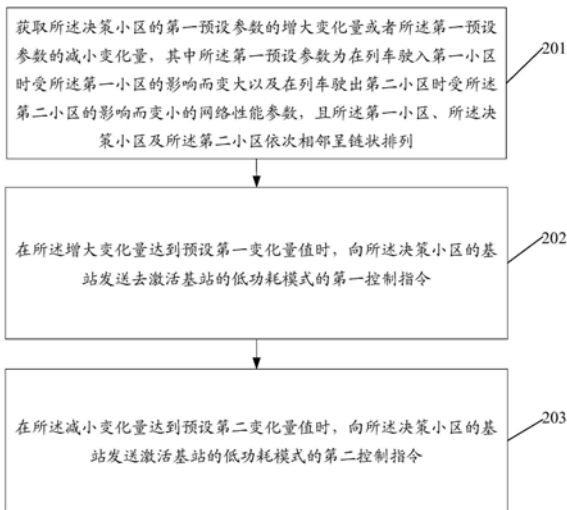 获取所述决策小区的第一预设参数的增大变化量或者所述第一预设
参数的减小变化量，其中所述第一预设参数为在列车驶入第一小区
时受所述第一小区的影响而变大以及在列车驶出第二小区时受所述
第二小区的影响而变小的网络性能参数，且所述第一小区、所述决
策小区及所述第二小区依次相邻呈链状排列
201
在所述增大变化量达到预设第一变化量值时，向所述决策小区的基
站发送去激活基站的低功耗模式的第一控制指令
202
在所述减小变化量达到预设第二变化量值时，向所述决策小区的基
站发送激活基站的低功耗模式的第二控制指令
203